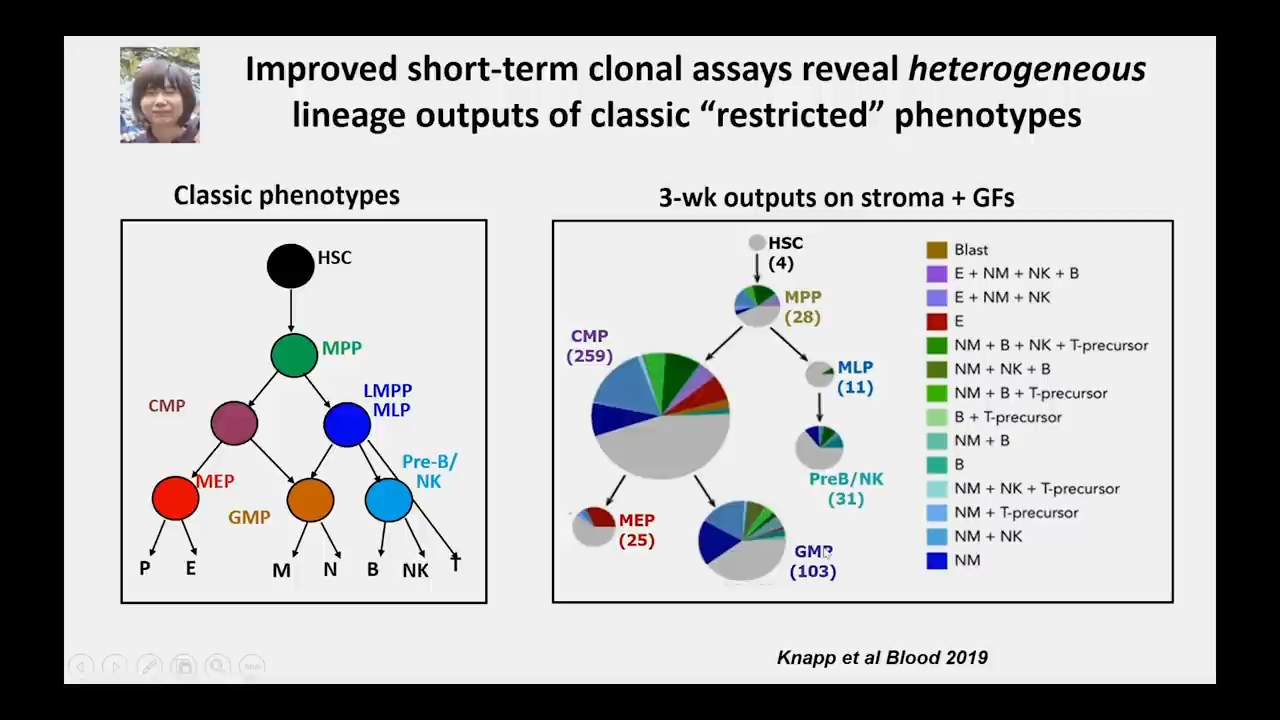 Improved short-term clonal assays reveal heterogeneous
lineage outputs of classic “restricted” phenotypes
Classic phenotypes
HSC
MPP
CMP
LMPP
MLP
MEP
GMP
Pre-B/
NK
P
E
M
N
B
NK
T
3-wk outputs on stroma + GFs
HSC
(4)
MPP
(28)
CMP
(259)
MLP
(11)
PreB/NK
(31)
MEP
(25)
GMP
(103)
Blast
E + NM + NK + B
E + NM + NK
E
NM + B + NK + T-precursor
NM + NK + B
NM + B + T-precursor
B + T-precursor
NM + B
B
NM + NK + T-precursor
NM + T-precursor
NM + NK
NM
Knapp et al Blood 2019